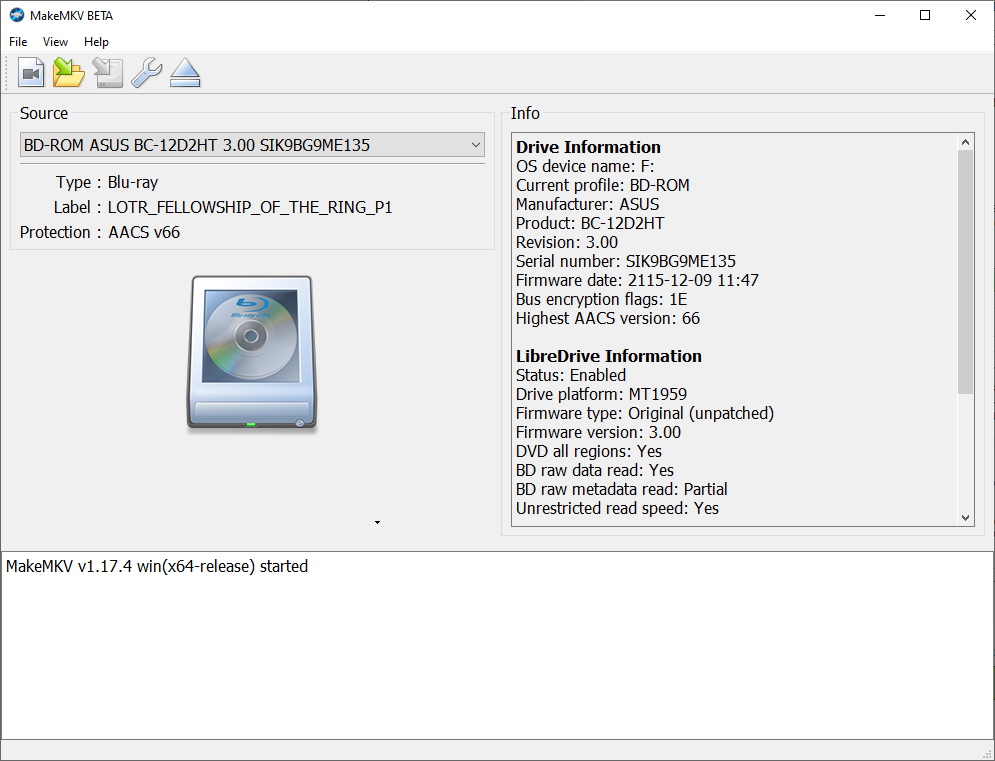 MakeMKV BETA
File View Help
Source
BD-ROM ASUS BC-12D2HT 3.00 SIK9BG9ME135
Type : Blu-ray
Label : LOTR_FELLOWSHIP_OF_THE_RING_P1
Protection : AACS v66
Blu-ray Disc
Info
Drive Information
OS device name: F:
Current profile: BD-ROM
Manufacturer: ASUS
Product: BC-12D2HT
Revision: 3.00
Serial number: SIK9BG9ME135
Firmware date: 2115-12-09 11:47
Bus encryption flags: 1E
Highest AACS version: 66
LibreDrive Information
Status: Enabled
Drive platform: MT1959
Firmware type: Original (unpatched)
Firmware version: 3.00
DVD all regions: Yes
BD raw data read: Yes
BD raw metadata read: Partial
Unrestricted read speed: Yes
MakeMKV v1.17.4 win(x64-release) started